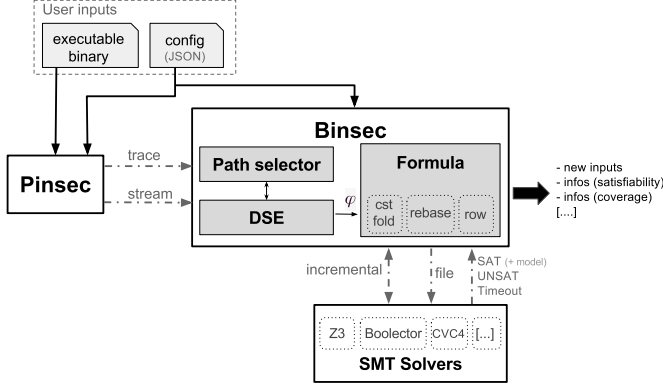 User inputs
executable
binary
config
(JSON)
Binsec
Pinsec
trace
stream
Path selector
DSE
φ
Formula
cst
fold
rebase
row
- new inputs
- infos (satisfiability)
- infos (coverage)
[....]
incremental
file
SAT (+ model)
UNSAT
Timeout
Z3
Boolector
CVC4
[...]
SMT Solvers